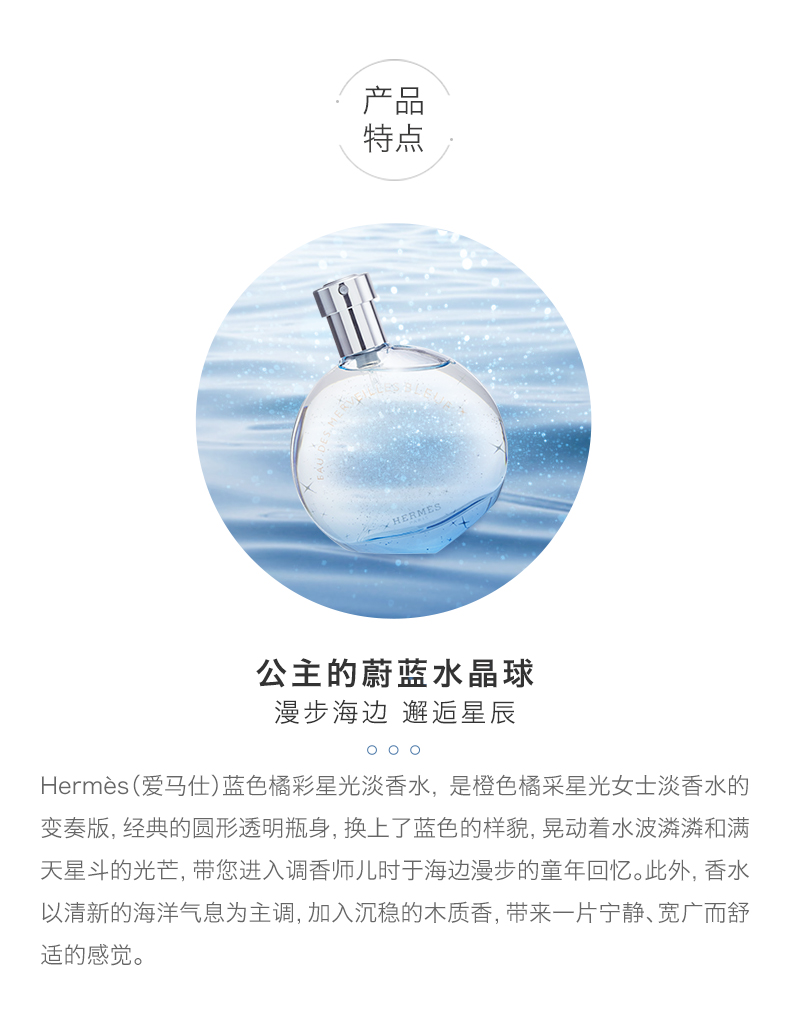 产品
特点
EAU DES MERVEILLES BLEUE
HERMES
公主的蔚蓝水晶球
漫步海边 邂逅星辰
Hermès(爱马仕)蓝色橘彩星光淡香水, 是橙色橘采星光女士淡香水的
变奏版, 经典的圆形透明瓶身, 换上了蓝色的样貌, 晃动着水波潾潾和满
天星斗的光芒, 带您进入调香师儿时于海边漫步的童年回忆。此外, 香水
以清新的海洋气息为主调, 加入沉稳的木质香, 带来一片宁静、宽广而舒
适的感觉。